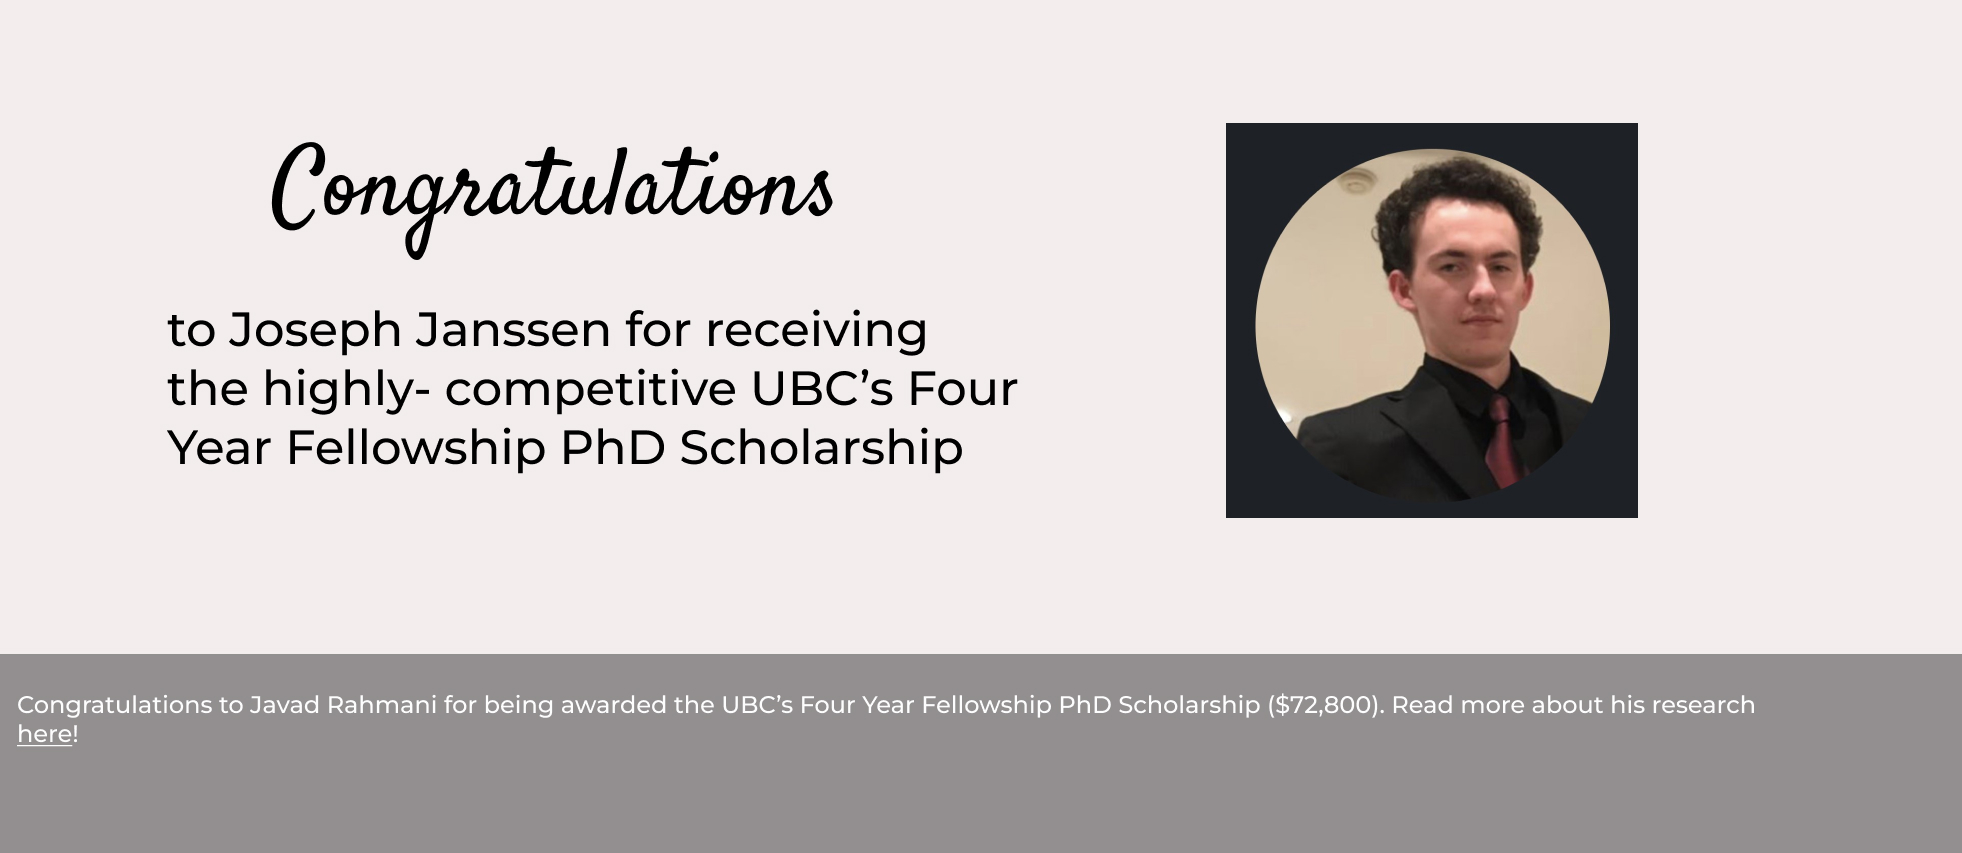 Congratulations
to Joseph Janssen for receiving
the highly- competitive UBC’s Four
Year Fellowship PhD Scholarship
Congratulations to Javad Rahmani for being awarded the UBC’s Four Year Fellowship PhD Scholarship ($72,800). Read more about his research
here!